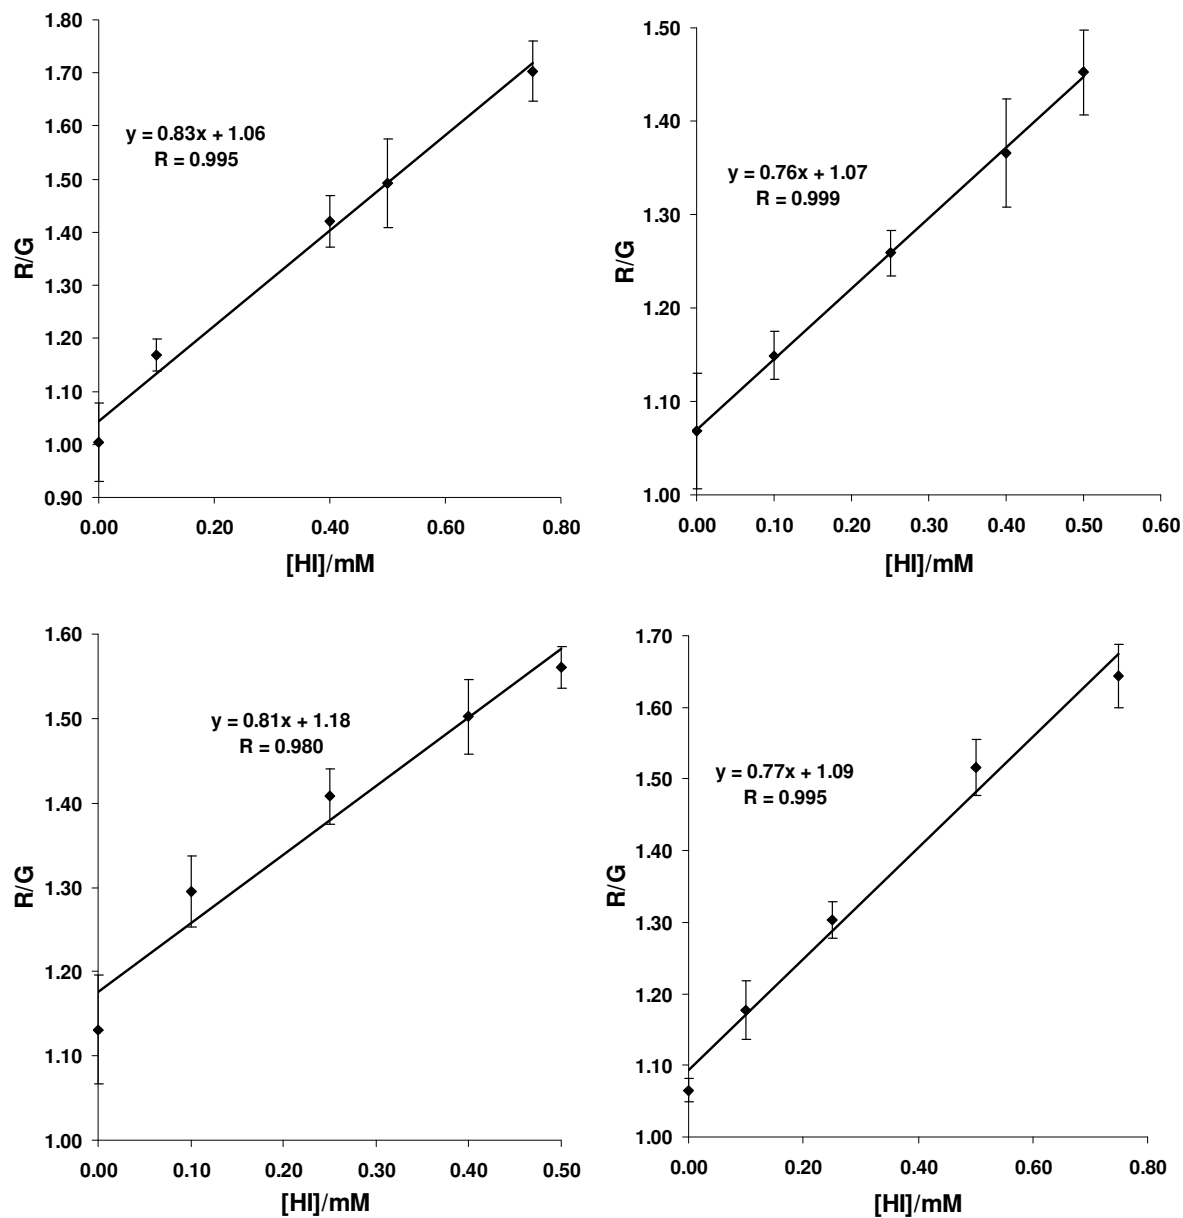 1.80
1.70
1.60
1.50
1.40
1.30
1.20
1.10
1.00
0.90
R/G
y = 0.83x + 1.06
R = 0.995
0.00 0.20 0.40 0.60 0.80
[HI]/mM
1.50
1.40
1.30
1.20
1.10
1.00
R/G
y = 0.76x + 1.07
R = 0.999
0.00 0.10 0.20 0.30 0.40 0.50 0.60
[HI]/mM
1.60
1.50
1.40
1.30
1.20
1.10
1.00
R/G
y = 0.81x + 1.18
R = 0.980
0.00 0.10 0.20 0.30 0.40 0.50
[HI]/mM
1.70
1.60
1.50
1.40
1.30
1.20
1.10
1.00
R/G
y = 0.77x + 1.09
R = 0.995
0.00 0.20 0.40 0.60 0.80
[HI]/mM